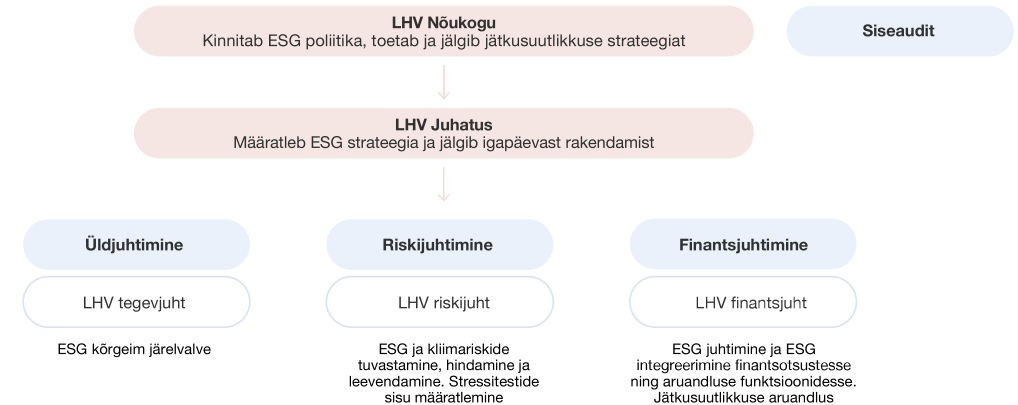 LHV Nõukogu
Kinnitab ESG poliitika, toetab ja jälgib jätkusuutlikkuse strateegiat
Siseaudit
LHV Juhatus
Määratleb ESG strateegia ja jälgib igapäevast rakendamist
Üldjuhtimine
LHV tegevjuht
ESG kõrgeim järelvalve
Riskijuhtimine
LHV riskijuht
ESG ja kliimariskide
tuvastamine, hindamine ja
leevendamine. Stressitestide
sisu määratlemine
Finantsjuhtimine
LHV finantsjuht
ESG juhtimine ja ESG
integreerimine finantsotsustesse
ning aruandluse funktsioonidesse.
Jätkusuutlikkuse aruandlus